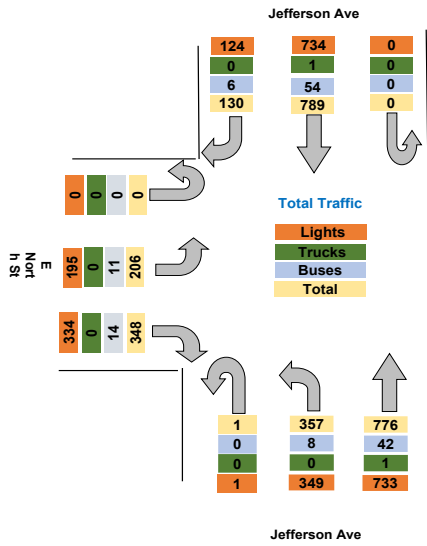 Jefferson Ave
124 734 0
0 1 0
6 54 0
130 789 0
0 0 0 0
Total Traffic
Lights
Trucks
Buses
Total
E
Nort
h St
195 0 11 206
334 0 14 348
1 357 776
0 8 42
0 0 1
1 349 733
Jefferson Ave